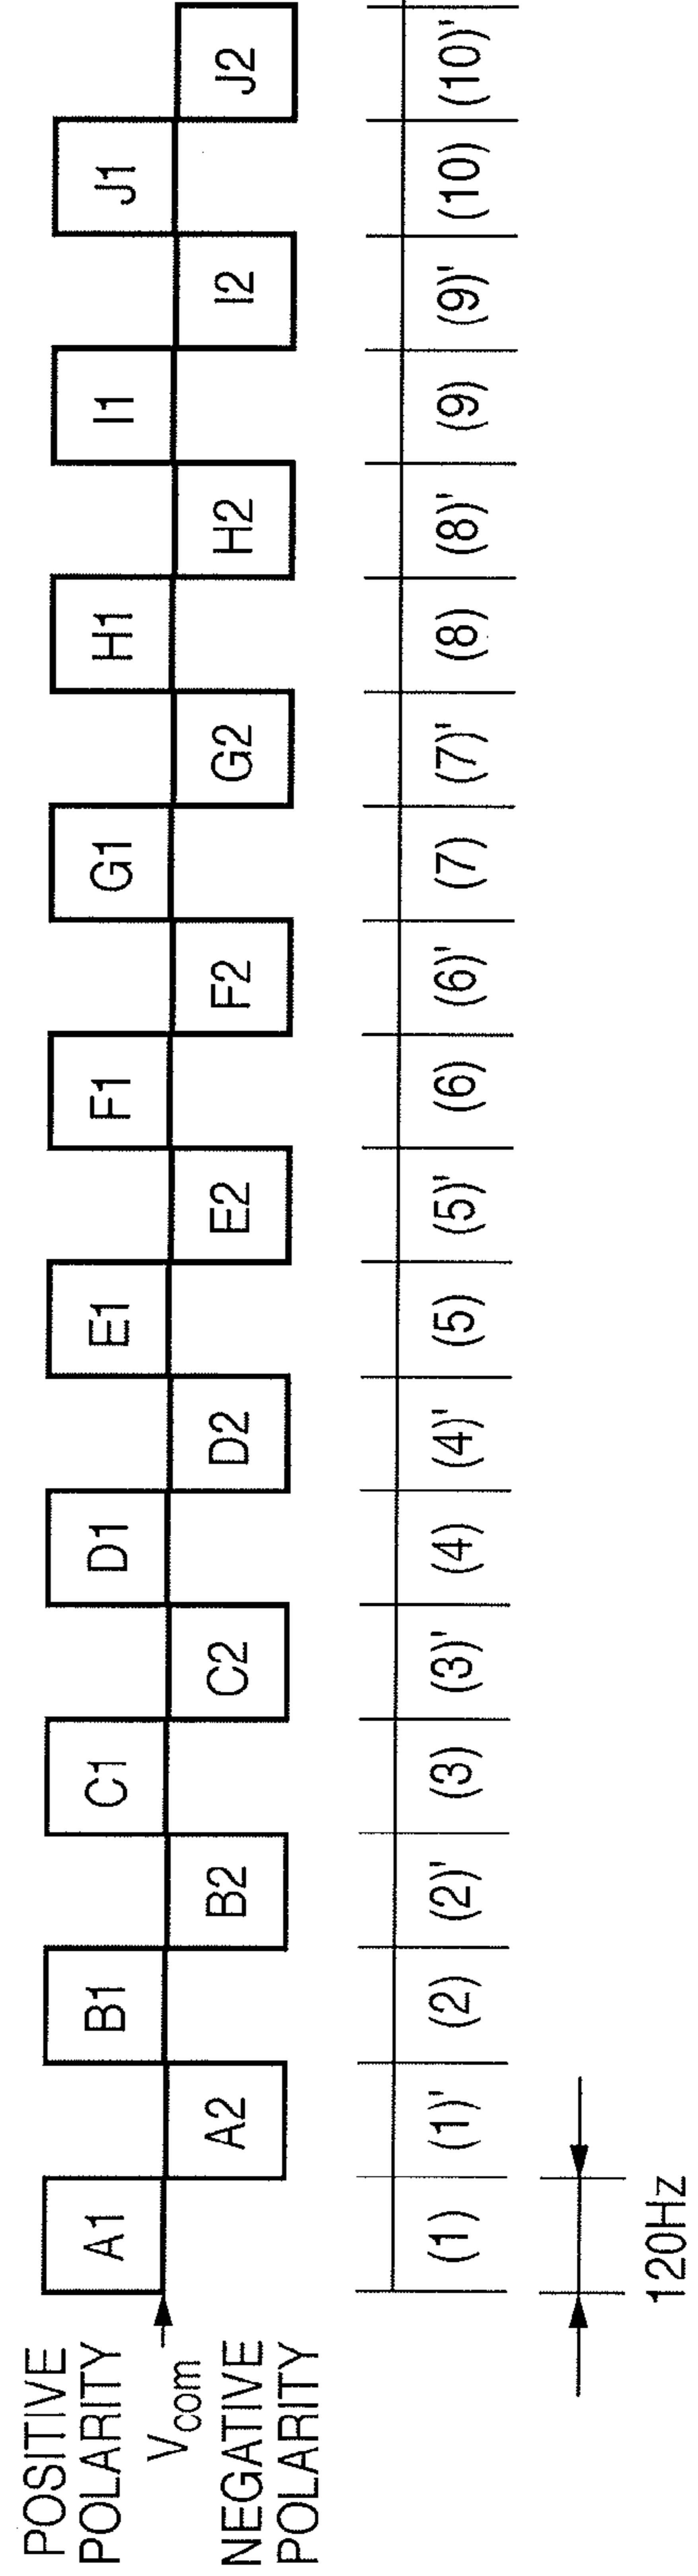 POSITIVE
POLARITY
A1 B1 C1 D1 E1 F1 G1 H1 I1 J1
Vcom
NEGATIVE
POLARITY
A2 B2 C2 D2 E2 F2 G2 H2 I2 J2
(1) (1)' (2) (2)' (3) (3)' (4) (4)' (5) (5)' (6) (6)' (7) (7)' (8) (8)' (9) (9)' (10) (10)'
120Hz